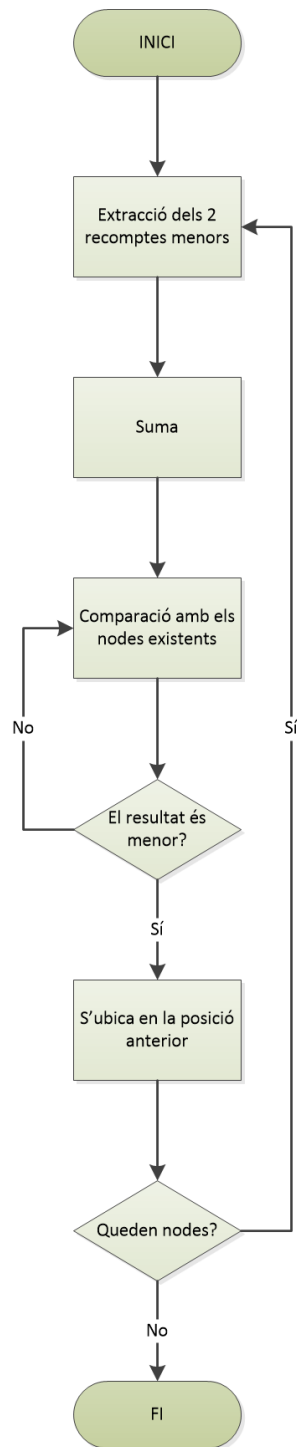 INICI
Extracció dels 2
recomptes menors
Suma
Comparació amb els
nodes existents
No
Sí
El resultat és
menor?
Sí
S'ubica en la posició
anterior
Queden nodes?
No
FI